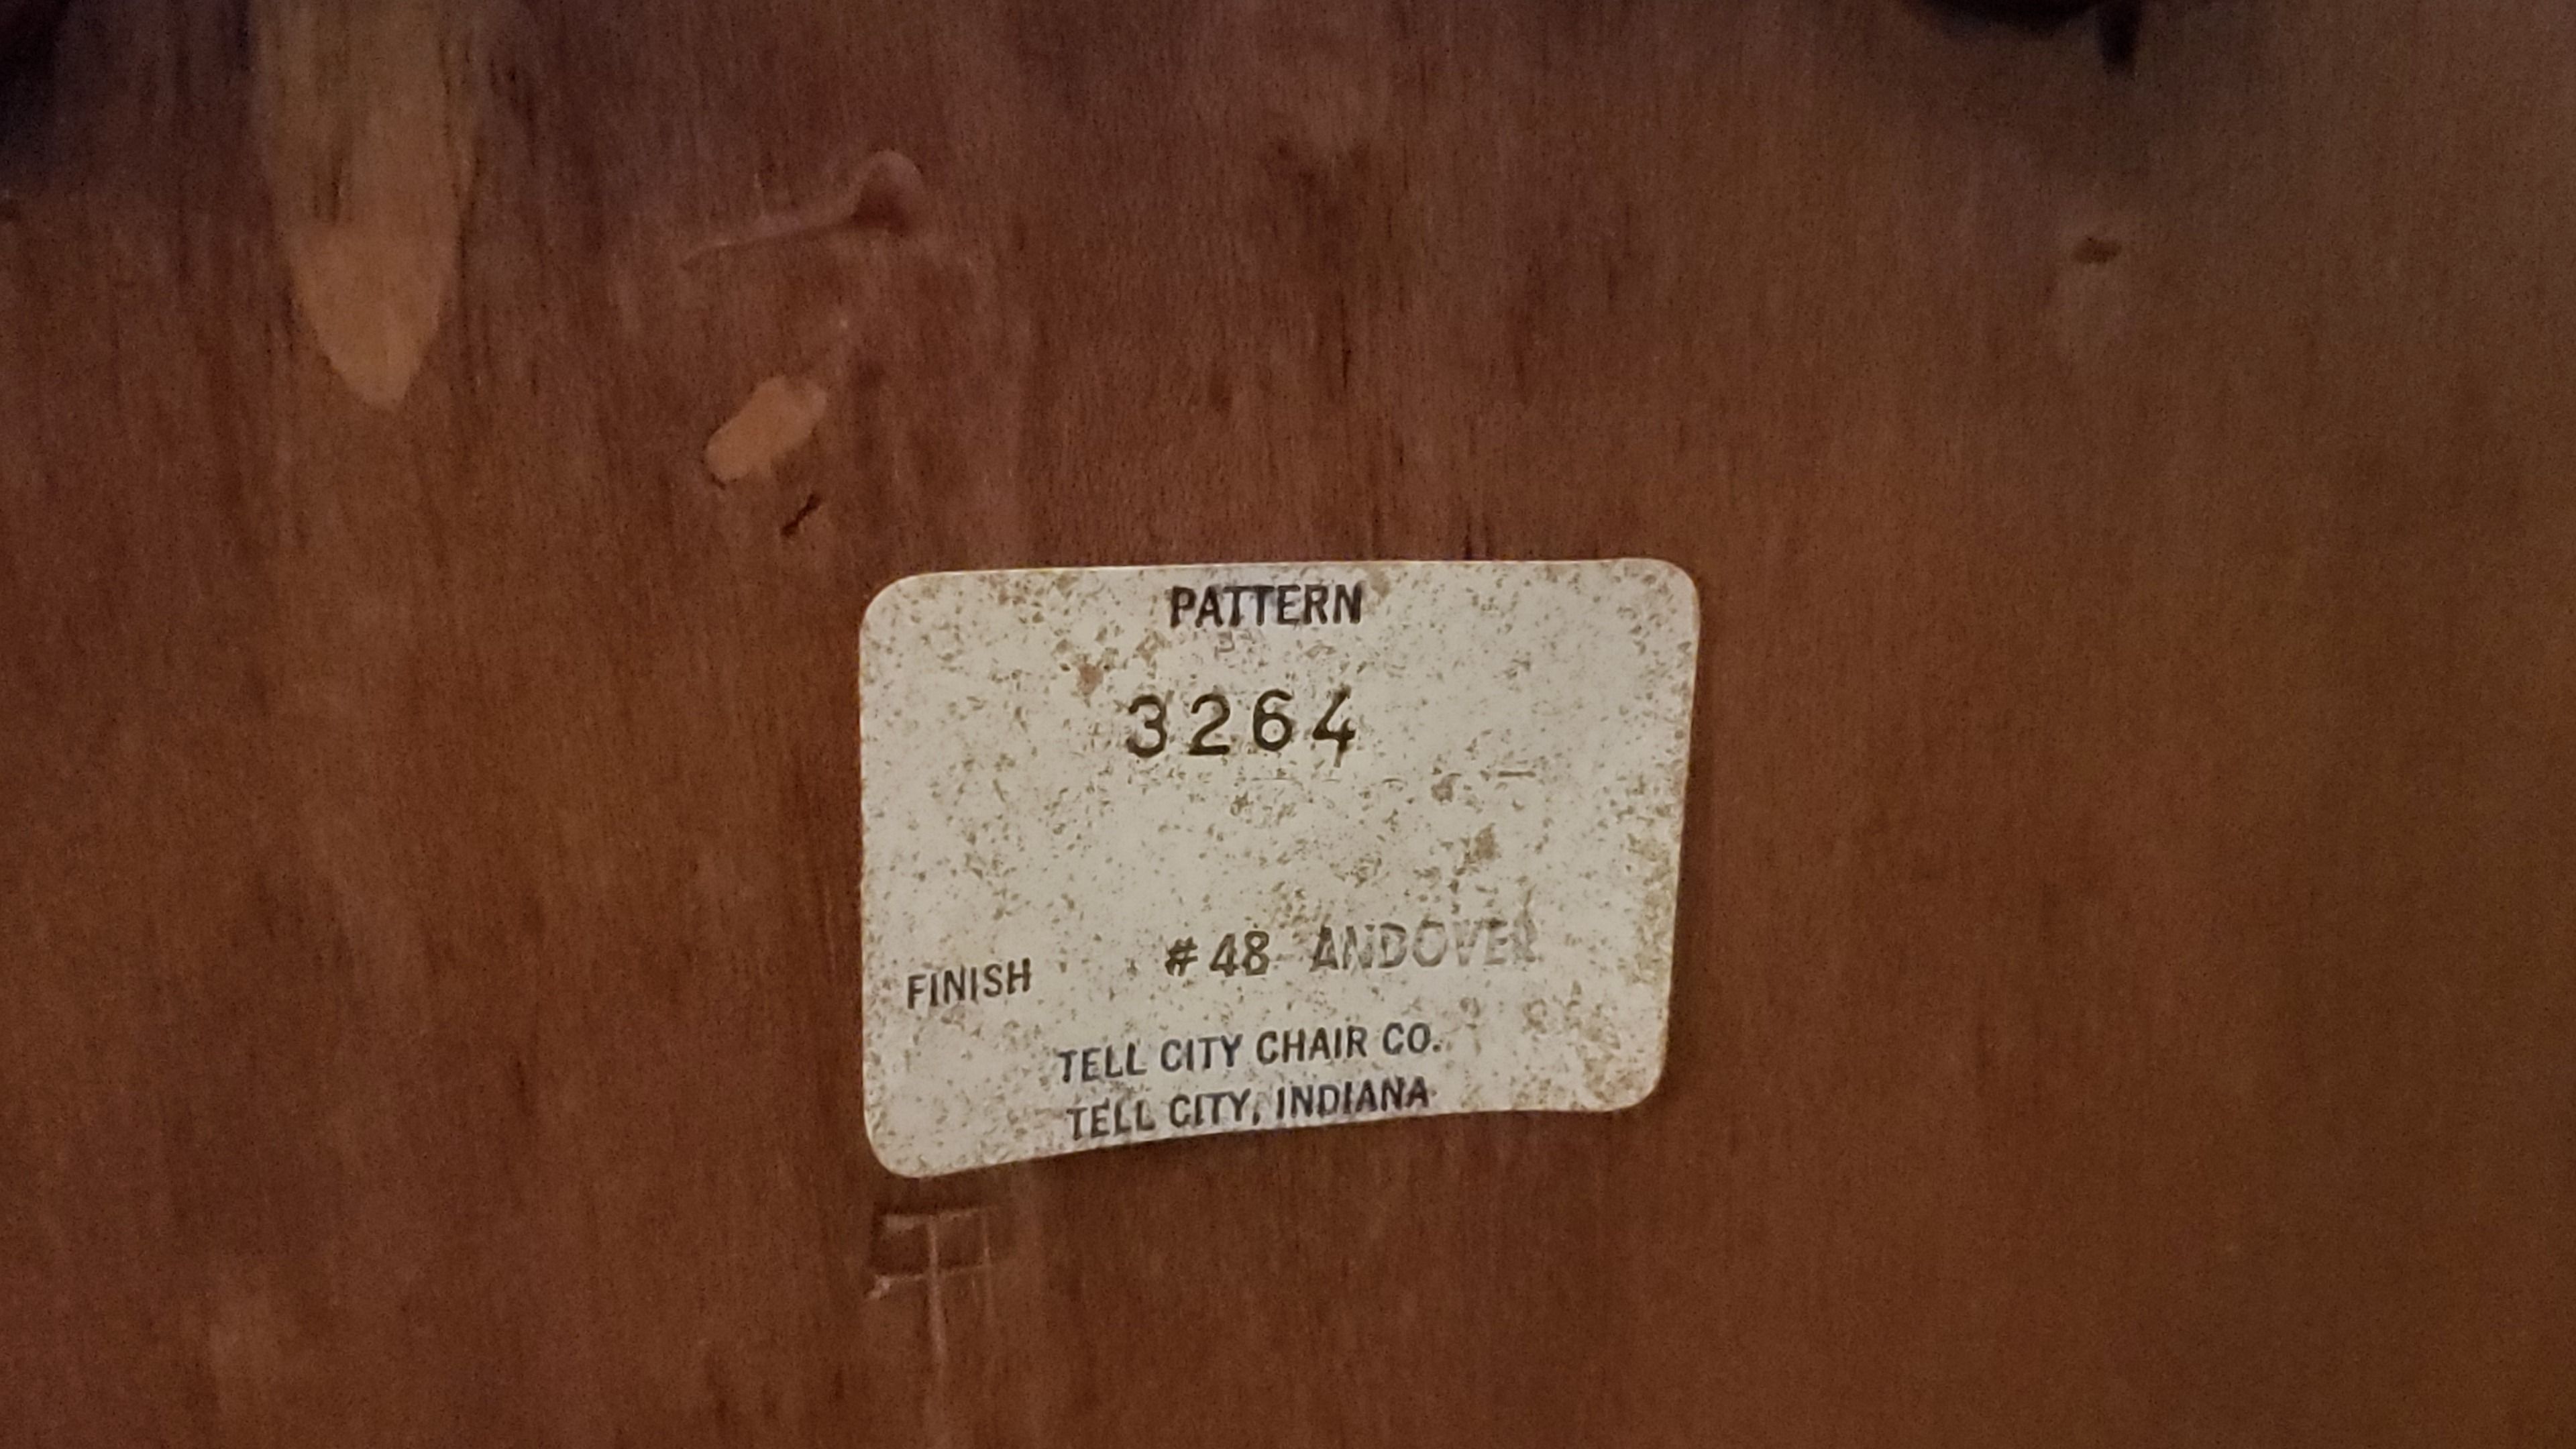 PATTERN
3264
FINISH #48 ANDOVER
TELL CITY CHAIR CO.
TELL CITY, INDIANA